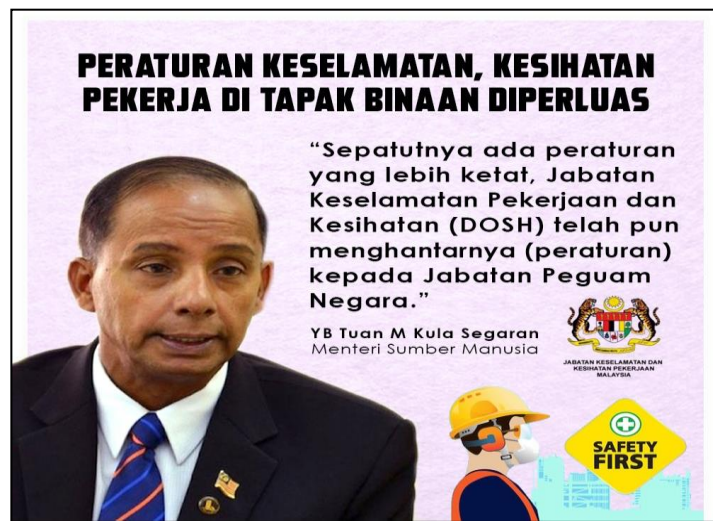 PERATURAN KESELAMATAN, KESIHATAN
PEKERJA DI TAPAK BINAAN DIPERLUAS
“Sepatutnya ada peraturan
yang lebih ketat, Jabatan
Keselamatan Pekerjaan dan
Kesihatan (DOSH) telah pun
menghantarnya (peraturan)
kepada Jabatan Peguam
Negara.”
YB Tuan M Kula Segaran
Menteri Sumber Manusia
JABATAN KESELAMATAN DAN
KESIHATAN PEKERJAAN
MALAYSIA
SAFETY
FIRST